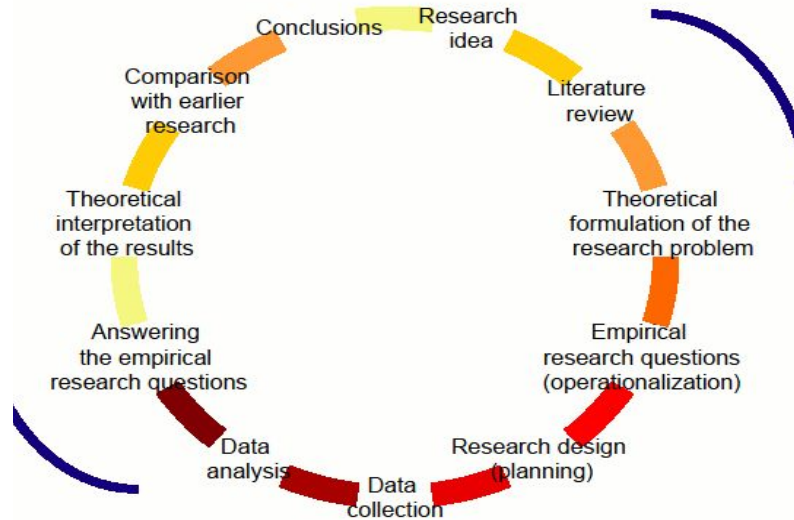 Research
idea
Literature
review
Theoretical
formulation of the
research problem
Empirical
research questions
(operationalization)
Research design
(planning)
Data
collection
Data
analysis
Answering
the empirical
research questions
Theoretical
interpretation
of the results
Comparison
with earlier
research
Conclusions